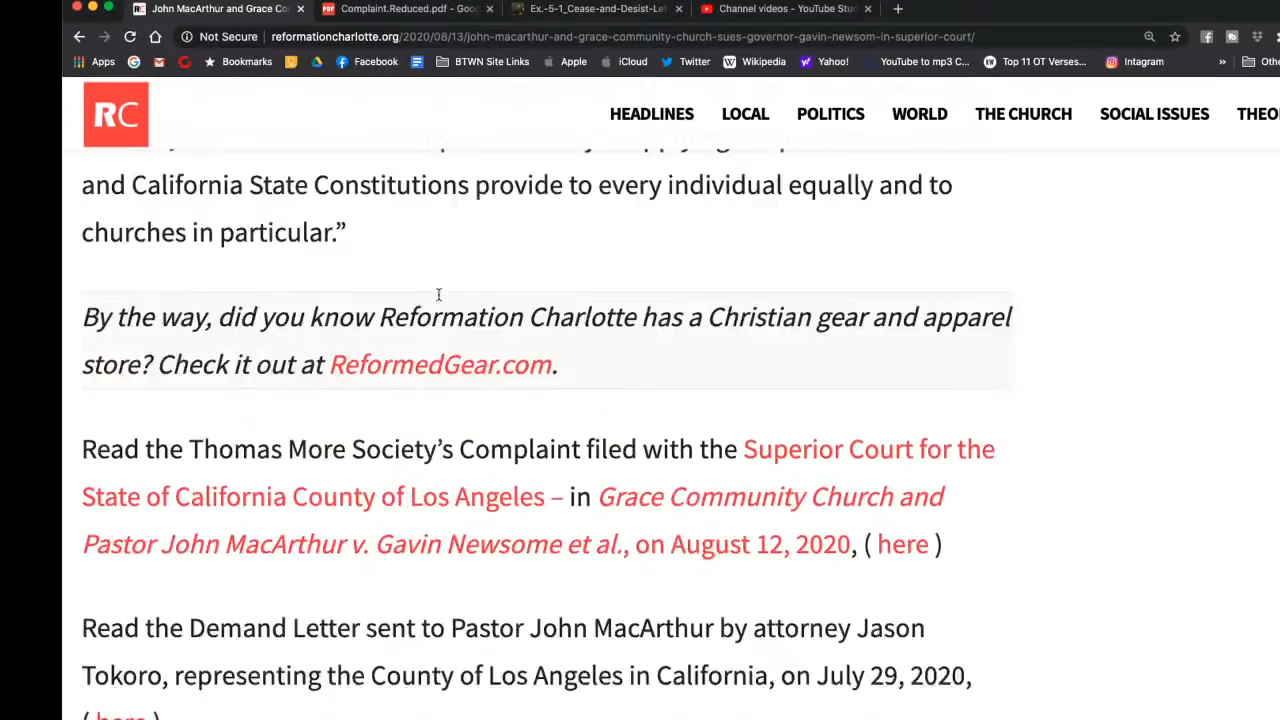 John MacArthur and Grace Co
Complaint.Reduced.pdf - Goo
Ex.-5-1_Cease-and-Desist-Let
Channel videos - YouTube Stud
Not Secure
reformationcharlotte.org/2020/08/13/john-macarthur-and-grace-community-church-sues-governor-gavin-newsom-in-superior-court/
Apps
Bookmarks
Facebook
BTWN Site Links
Apple
iCloud
Twitter
Wikipedia
Yahoo!
YouTube to mp3 C...
Top 11 OT Verses...
Intagram
»
Othe
RC
HEADLINES LOCAL POLITICS WORLD THE CHURCH SOCIAL ISSUES THEO
and California State Constitutions provide to every individual equally and to
churches in particular.”
By the way, did you know Reformation Charlotte has a Christian gear and apparel
store? Check it out at ReformedGear.com.
Read the Thomas More Society’s Complaint filed with the Superior Court for the
State of California County of Los Angeles – in Grace Community Church and
Pastor John MacArthur v. Gavin Newsome et al., on August 12, 2020, ( here )
Read the Demand Letter sent to Pastor John MacArthur by attorney Jason
Tokoro, representing the County of Los Angeles in California, on July 29, 2020,
( here )